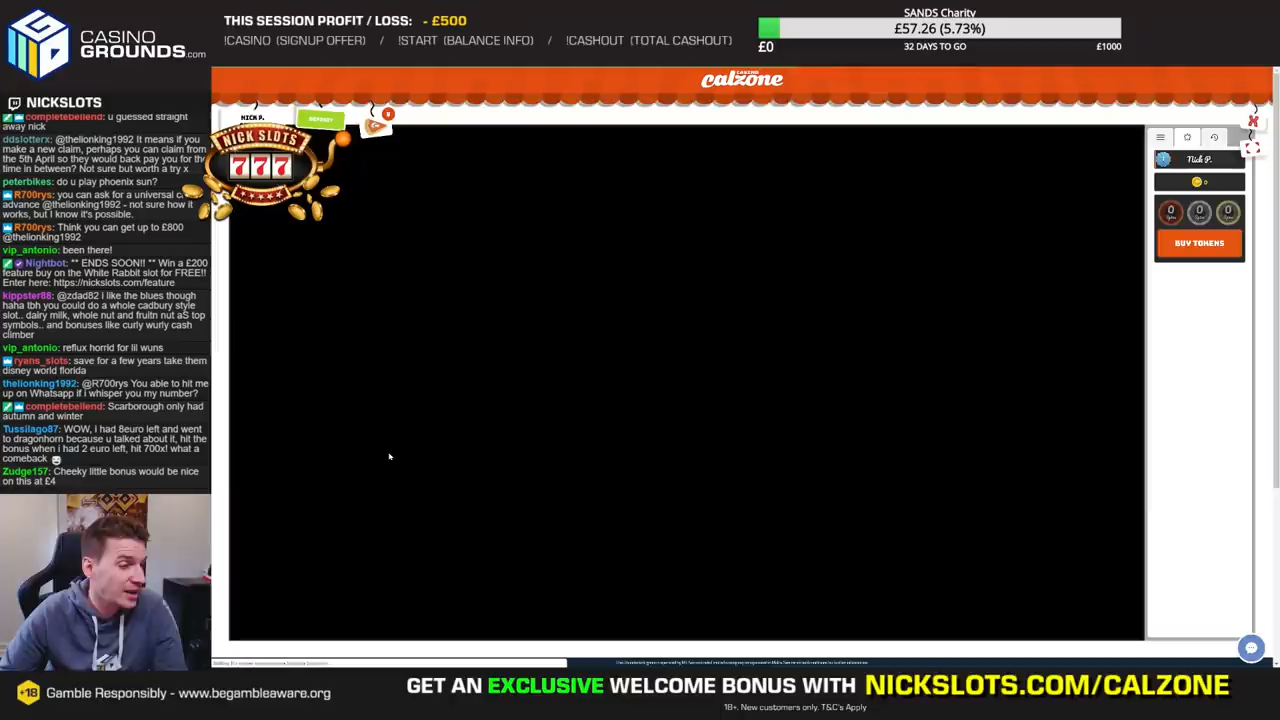 CASINO
GROUNDS.com
THIS SESSION PROFIT / LOSS: - £500
!CASINO (SIGNUP OFFER) / !START (BALANCE INFO) / !CASHOUT (TOTAL CASHOUT)
SANDS Charity
£57.26 (5.73%)
£0 32 DAYS TO GO £1000
CASINO
calzone
NICKSLOTS
completebellend: u guessed straight
away nick
ddslotterx: @thelionking1992 It means if you
make a new claim, perhaps you can claim from
the 5th April so they would back pay you for the
time in between? Not sure but worth a try x
peterbikes: do u play phoenix sun?
R700rys: you can ask for a universal credit
advance @thelionking1992 - not sure how it
works, but I know it's possible.
R700rys: Think you can get up to £800
@thelionking1992
vip_antonio: been there!
Nightbot: ** ENDS SOON!! ** Win a £200
feature buy on the White Rabbit slot for FREE!!
Enter here: https://nickslots.com/feature
kippster88: @zdad82 i like the blues though
haha tbh you could do a whole cadbury style
slot.. dairy milk, whole nut and fruitn nut aS top
symbols.. and bonuses like curly wurly cash
climber
vip_antonio: reflux horrid for lil wuns
ryans_slots: save for a few years take them
disney world florida
thelionking1992: @R700rys You able to hit me
up on Whatsapp if i whisper you my number?
completebellend: Scarborough only had
autumn and winter
Tussilago87: WOW, i had 8euro left and went
to dragonhorn because u talked about it, hit the
bonus when i had 2 euro left, hit 700x! what a
comeback
Zudge157: Cheeky little bonus would be nice
on this at £4
NICK P.
DEPOSIT
NICK SLOTS
777
Nick P.
0
0 0 0
BUY TOKENS
+18 Gamble Responsibly - www.begambleaware.org
GET AN EXCLUSIVE WELCOME BONUS WITH NICKSLOTS.COM/CALZONE
18+. New customers only. T&C's Apply